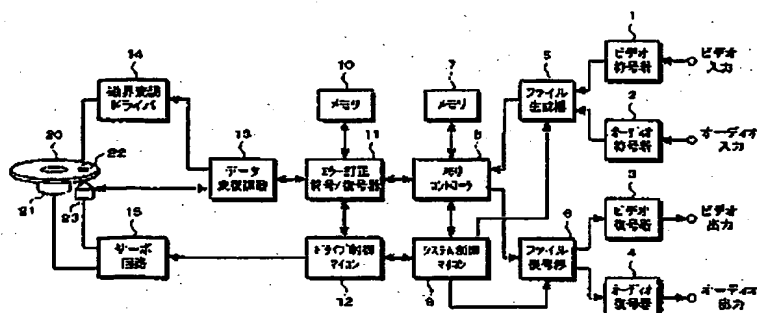 1
ビデオ
符号器
ビデオ
入力
2
オーディオ
符号器
オーディオ
入力
3
ビデオ
復号器
ビデオ
出力
4
オーディオ
復号器
オーディオ
出力
5
ファイル
生成器
6
ファイル
復号器
7
メモリ
8
メモリ
コントローラ
9
システム制御
マイコン
10
メモリ
11
エラー訂正
符号/復号器
12
ドライブ制御
マイコン
13
データ
変復調器
14
磁界変調
ドライバ
15
サーボ
回路
20
21
22
23